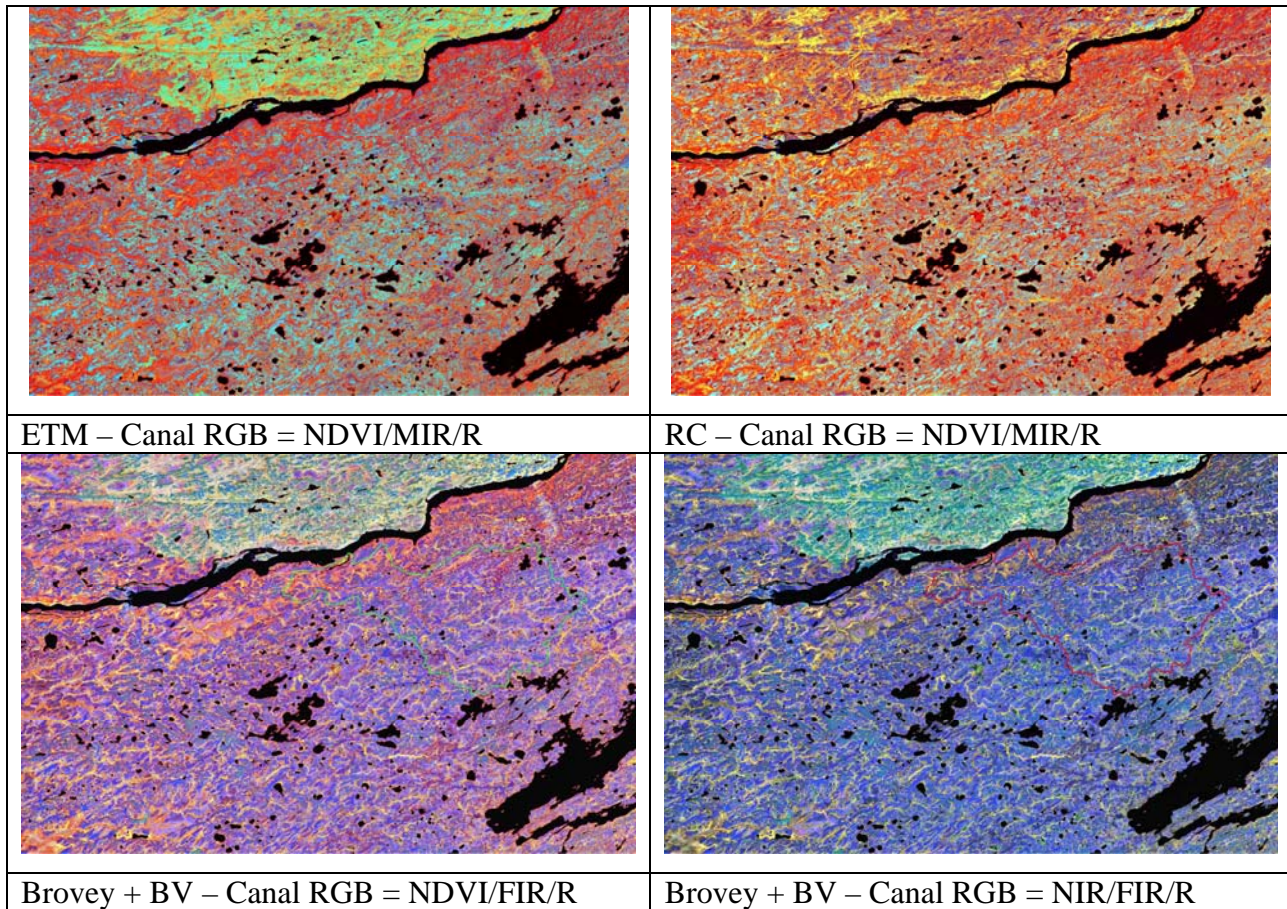 ETM – Canal RGB = NDVI/MIR/R
RC – Canal RGB = NDVI/MIR/R
Brovey + BV – Canal RGB = NDVI/FIR/R
Brovey + BV – Canal RGB = NIR/FIR/R